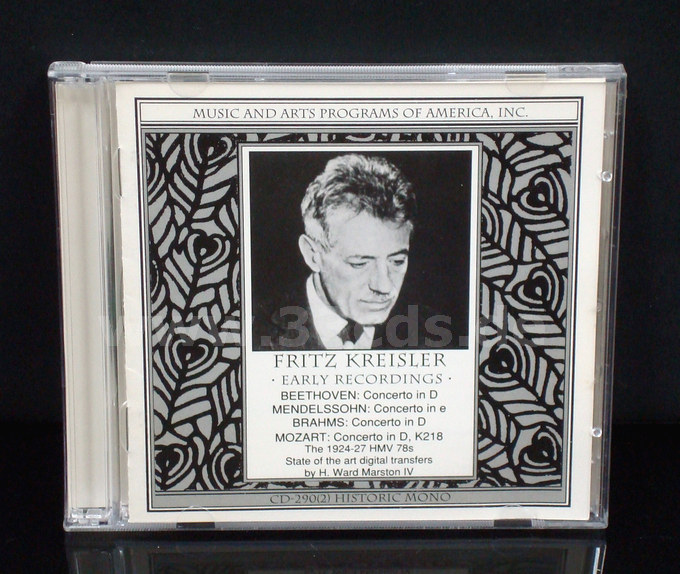 MUSIC AND ARTS PROGRAMS OF AMERICA, INC.
FRITZ KREISLER
· EARLY RECORDINGS ·
BEETHOVEN: Concerto in D
MENDELSSOHN: Concerto in e
BRAHMS: Concerto in D
MOZART: Concerto in D, K218
The 1924-27 HMV 78s
State of the art digital transfers
by H. Ward Marston IV
CD-290(2) HISTORIC MONO